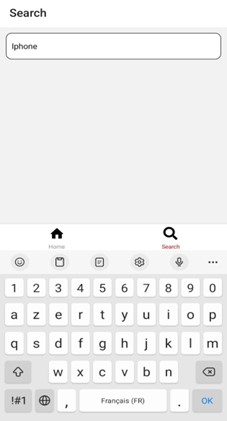 Search
Iphone
Home
Search
1 2 3 4 5 6 7 8 9 0
a z e r t y u i o p
q s d f g h j k l m
w x c v b n
!#1 , Français (FR) . OK